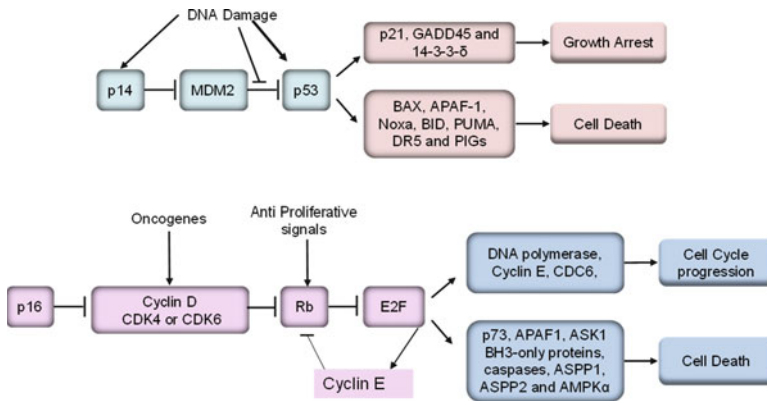 DNA Damage
p14
MDM2
p53
p21, GADD45 and
14-3-3-δ
Growth Arrest
BAX, APAF-1,
Noxa, BID, PUMA,
DR5 and PIGs
Cell Death
Oncogenes
Anti Proliferative
signals
p16
Cyclin D
CDK4 or CDK6
Rb
E2F
Cyclin E
DNA polymerase,
Cyclin E, CDC6,
Cell Cycle
progression
p73, APAF1, ASK1
BH3-only proteins,
caspases, ASPP1,
ASPP2 and AMPKα
Cell Death